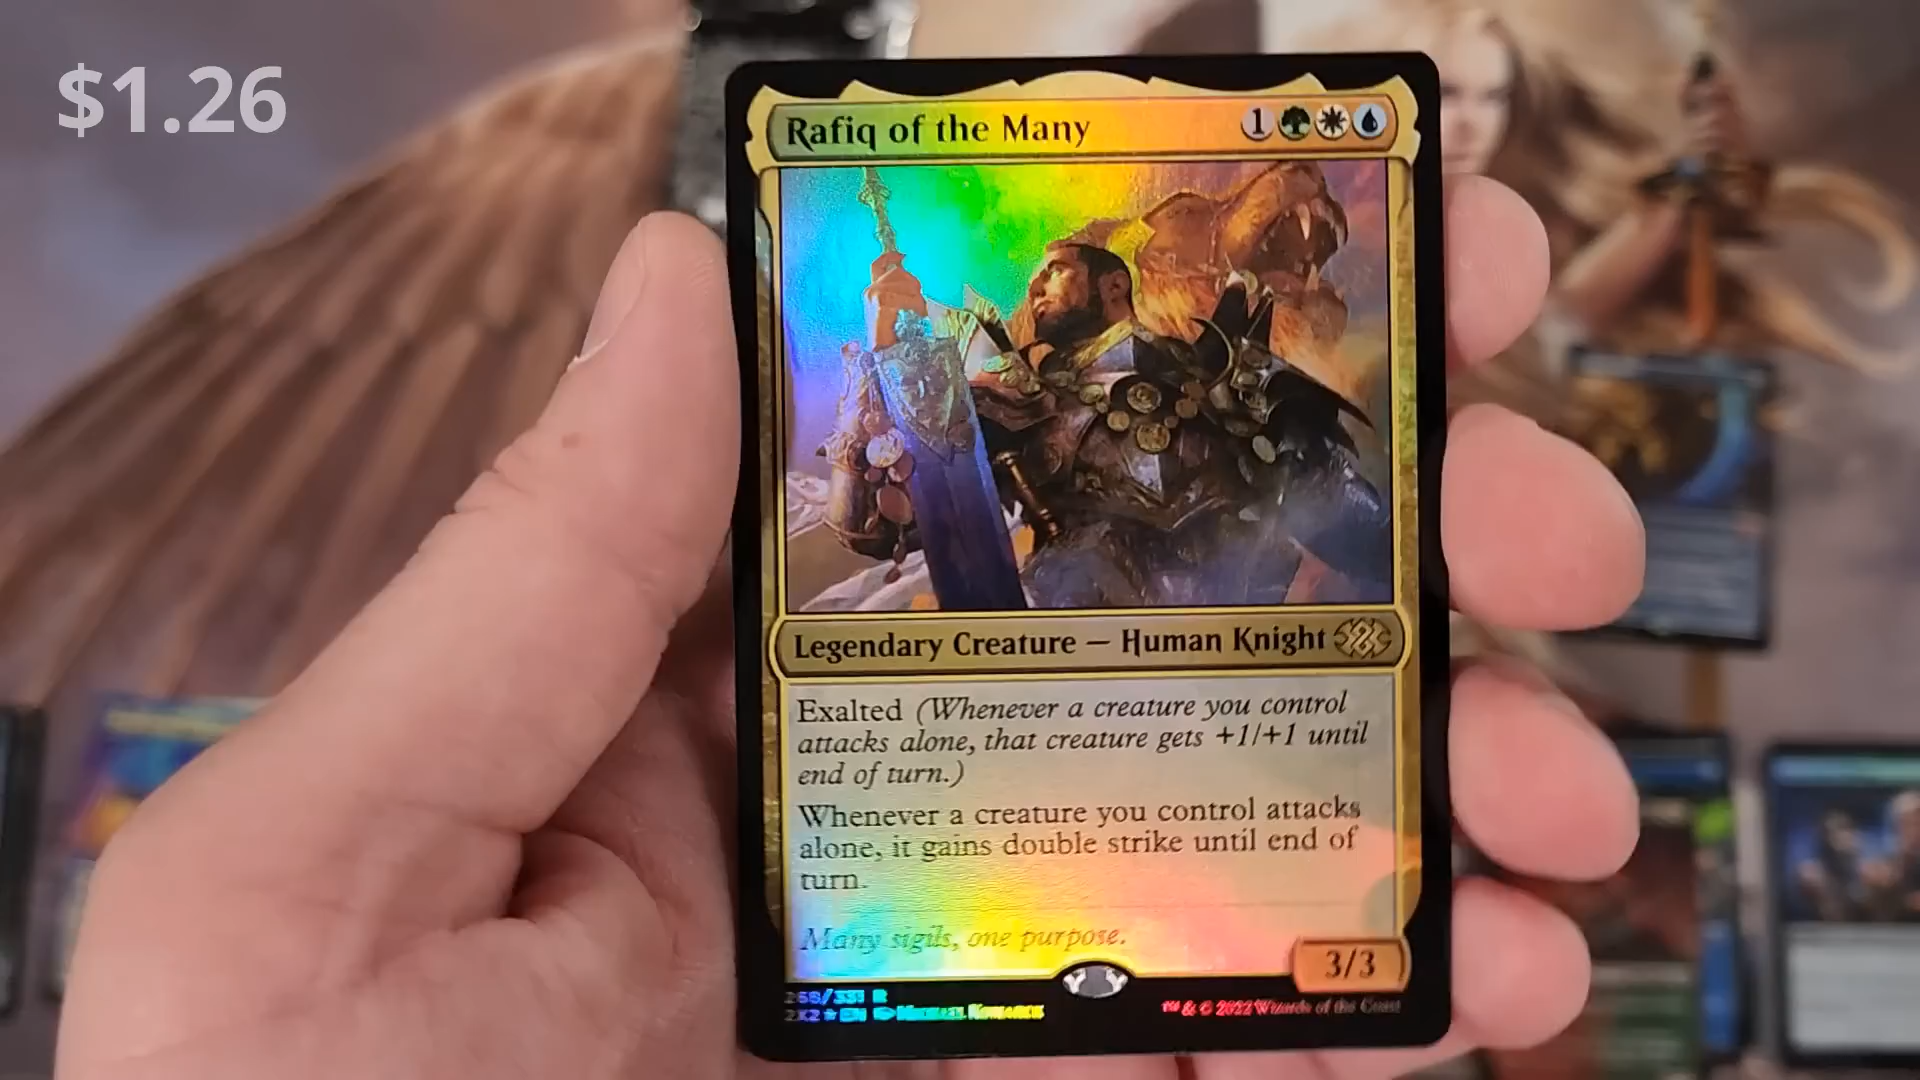 $1.26
Rafiq of the Many
1
Legendary Creature — Human Knight
Exalted (Whenever a creature you control
attacks alone, that creature gets +1/+1 until
end of turn.)
Whenever a creature you control attacks
alone, it gains double strike until end of
turn.
Many sigils, one purpose.
3/3
/331 R
2X2 ★ EN Michael Komarck
™ & © 2022 Wizards of the Coast